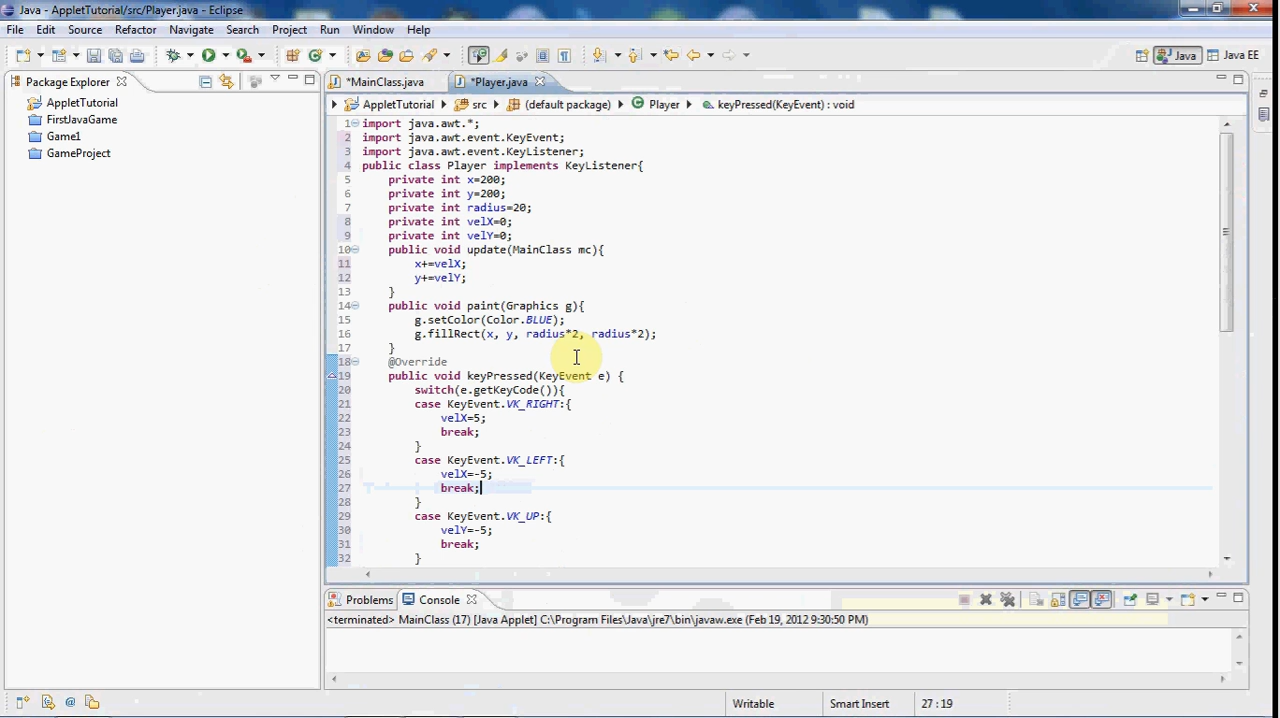 Java - AppletTutorial/src/Player.java - Eclipse
File Edit Source Refactor Navigate Search Project Run Window Help
Java Java EE
Package Explorer
AppletTutorial
FirstJavaGame
Game1
GameProject
*MainClass.java *Player.java
AppletTutorial src (default package) Player keyPressed(KeyEvent) : void
1 import java.awt.*;
2 import java.awt.event.KeyEvent;
3 import java.awt.event.KeyListener;
4 public class Player implements KeyListener{
5 private int x=200;
6 private int y=200;
7 private int radius=20;
8 private int velX=0;
9 private int velY=0;
10 public void update(MainClass mc){
11 x+=velX;
12 y+=velY;
13 }
14 public void paint(Graphics g){
15 g.setColor(Color.BLUE);
16 g.fillRect(x, y, radius*2, radius*2);
17 }
18 @Override
19 public void keyPressed(KeyEvent e) {
20 switch(e.getKeyCode()){
21 case KeyEvent.VK_RIGHT:{
22 velX=5;
23 break;
24 }
25 case KeyEvent.VK_LEFT:{
26 velX=-5;
27 break;
28 }
29 case KeyEvent.VK_UP:{
30 velY=-5;
31 break;
32 }
Problems Console
<terminated> MainClass (17) [Java Applet] C:\Program Files\Java\jre7\bin\javaw.exe (Feb 19, 2012 9:30:50 PM)
Writable Smart Insert 27 : 19